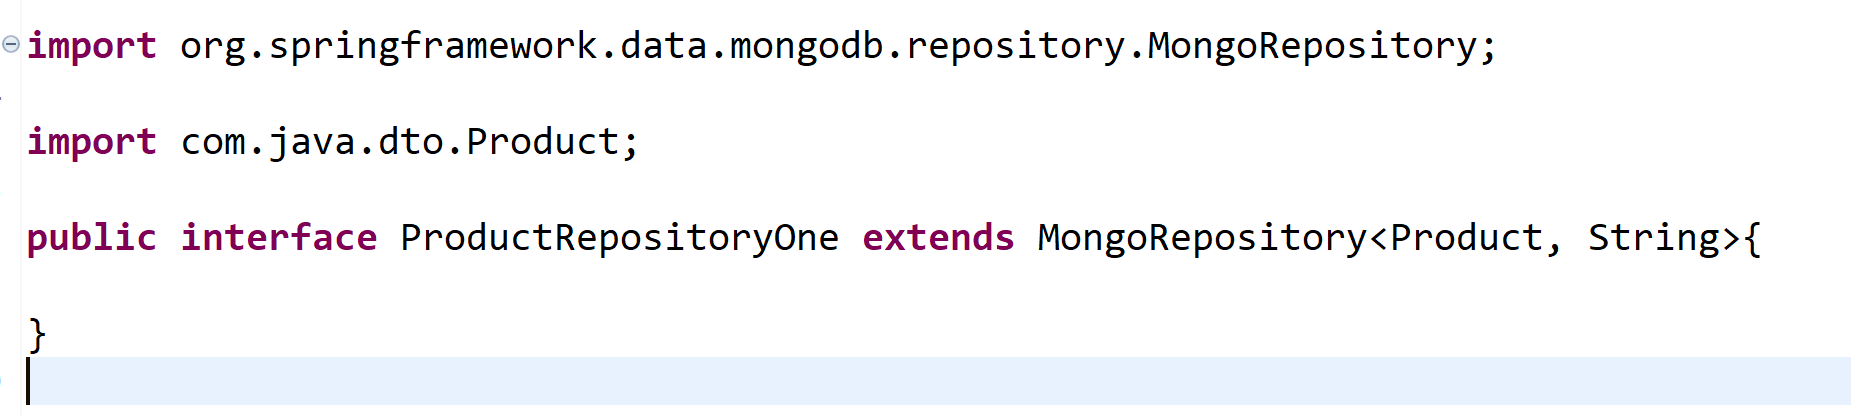 import org.springframework.data.mongodb.repository.MongoRepository;
import com.java.dto.Product;
public interface ProductRepositoryOne extends MongoRepository<Product, String>{
}